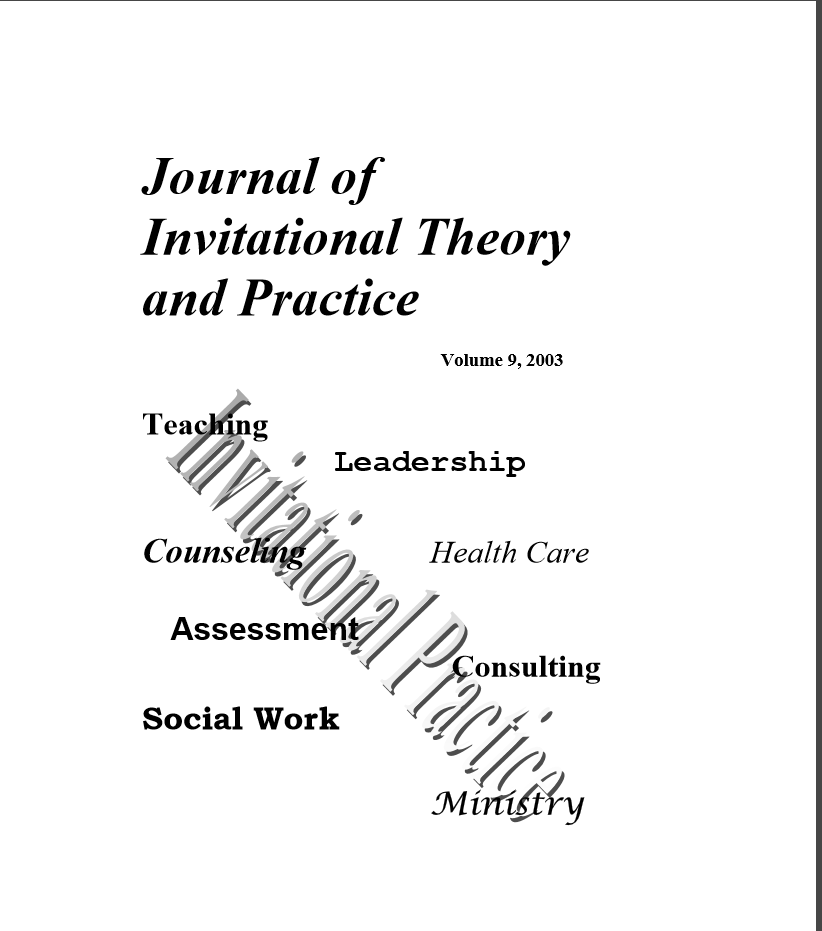 Journal of
Invitational Theory
and Practice
Volume 9, 2003
Teaching
Leadership
Invitational Practice
Counseling
Health Care
Assessment
Consulting
Social Work
Ministry